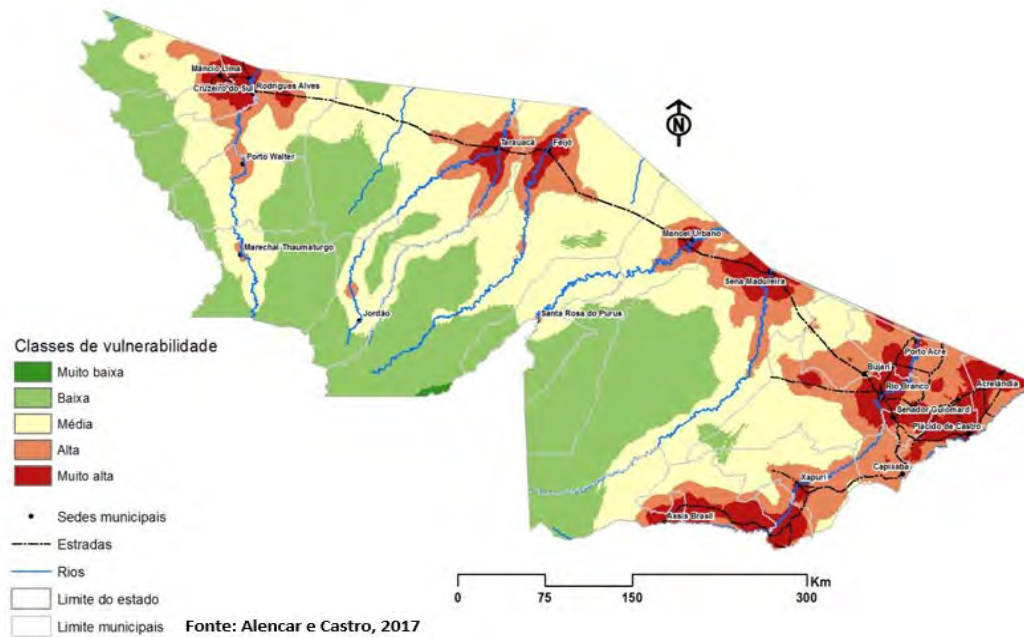 Mâncio Lima
Cruzeiro do Sul
Rodrigues Alves
Porto Walter
Tarauacá
Feijó
N
Marechal Thaumaturgo
Jordão
Manoel Urbano
Sena Madureira
Santa Rosa do Purus
Porto Acre
Bujari
Rio Branco
Acrelândia
Senador Guiomard
Plácido de Castro
Capixaba
Xapuri
Assis Brasil
Classes de vulnerabilidade
Muito baixa
Baixa
Média
Alta
Muito alta
Sedes municipais
Estradas
Rios
Limite do estado
Limite municipais
Km
0 75 150 300
Fonte: Alencar e Castro, 2017